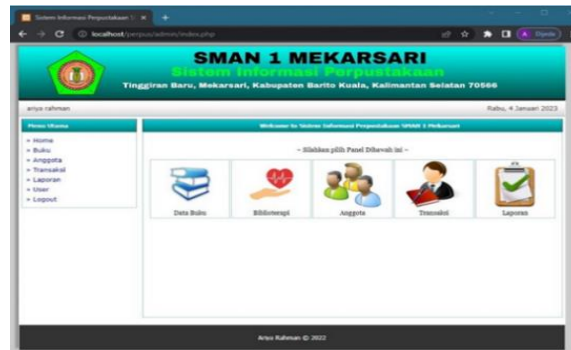 Sistem Informasi Perpustakaan
localhost/perpus/admin/index.php
SMAN 1 MEKARSARI
Sistem Informasi Perpustakaan
Tinggiran Baru, Mekarsari, Kabupaten Barito Kuala, Kalimantan Selatan 70566
ariya rahman
Rabu, 4 Januari 2023
Menu Utama
Welcome to Sistem Informasi Perpustakaan SMAN 1 Mekarsari
» Home
» Buku
» Anggota
» Transaksi
» Laporan
» User
» Logout
~ Silahkan pilih Panel Dibawah ini ~
Data Buku
Biblioterapi
Anggota
Transaksi
Laporan
Ariya Rahman © 2022